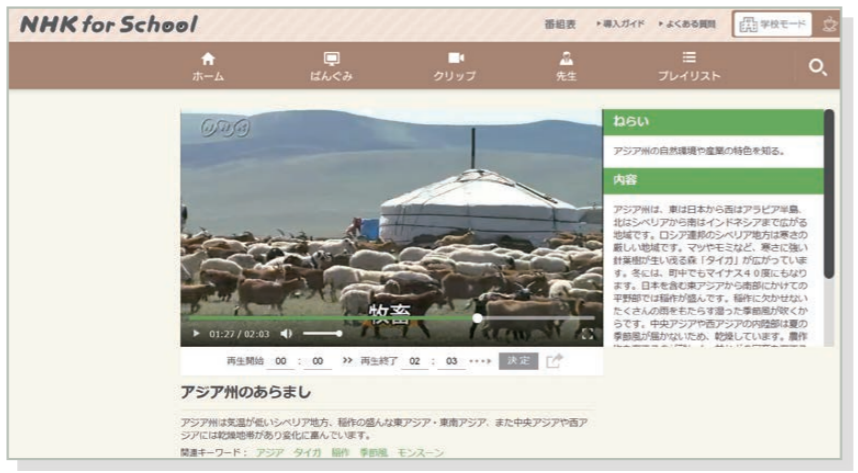 NHK for School
番組表 ▶導入ガイド ▶よくある質問 学校モード
ホーム ばんぐみ クリップ 先生 プレイリスト
NHK
牧畜
01:27 / 02:03
再生開始 00 : 00 >> 再生終了 02 : 03 決定
ねらい
アジア州の自然環境や産業の特色を知る。
内容
アジア州は、東は日本から西はアラビア半島、
北はシベリアから南はインドネシアまで広がる
地域です。ロシア連邦のシベリア地方は寒さの
厳しい地域です。マツやモミなど、寒さに強い
針葉樹が生い茂る森「タイガ」が広がっていま
す。冬には、町中でもマイナス40度にもなり
ます。日本を含む東アジアから南部にかけての
平野部では稲作が盛んです。稲作に欠かせない
たくさんの雨をもたらす湿った季節風が吹くか
らです。中央アジアや西アジアの内陸部は夏の
季節風が届かないため、乾燥しています。農作
アジア州のあらまし
アジア州は気温が低いシベリア地方、稲作の盛んな東アジア・東南アジア、また中央アジアや西ア
ジアには乾燥地帯があり変化に富んでいます。
関連キーワード： アジア タイガ 稲作 季節風 モンスーン